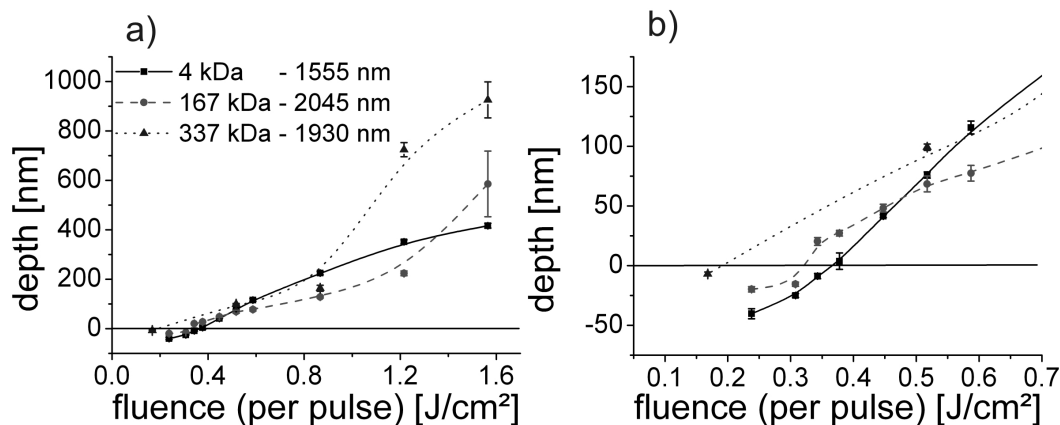 a)
4 kDa - 1555 nm
167 kDa - 2045 nm
337 kDa - 1930 nm
depth [nm]
1000
800
600
400
200
0
0.0 0.4 0.8 1.2 1.6
fluence (per pulse) [J/cm²]
b)
depth [nm]
150
100
50
0
-50
0.1 0.2 0.3 0.4 0.5 0.6 0.7
fluence (per pulse) [J/cm²]